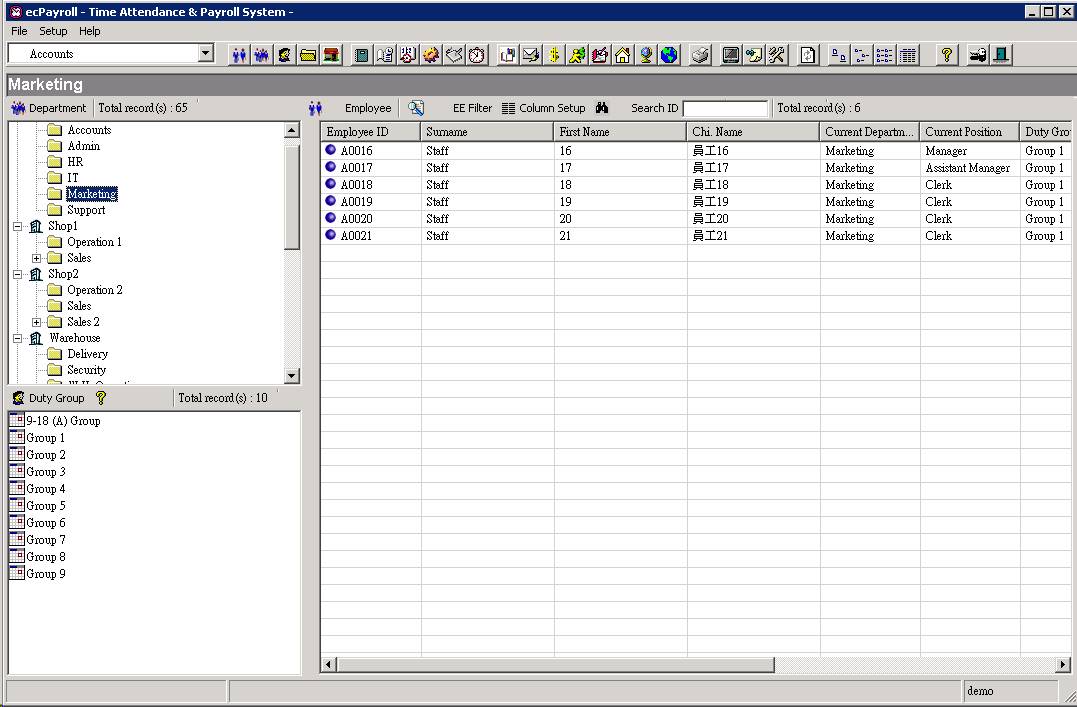 ecPayroll - Time Attendance & Payroll System -
File Setup Help
Accounts
Marketing
Department Total record(s) : 65
Employee EE Filter Column Setup Search ID Total record(s) : 6
Accounts
Admin
HR
IT
Marketing
Support
Shop1
Operation 1
Sales
Shop2
Operation 2
Sales
Sales 2
Warehouse
Delivery
Security
Duty Group Total record(s) : 10
9-18 (A) Group
Group 1
Group 2
Group 3
Group 4
Group 5
Group 6
Group 7
Group 8
Group 9
Employee ID Surname First Name Chi. Name Current Departm... Current Position Duty Gro
A0016 Staff 16 員工16 Marketing Manager Group 1
A0017 Staff 17 員工17 Marketing Assistant Manager Group 1
A0018 Staff 18 員工18 Marketing Clerk Group 1
A0019 Staff 19 員工19 Marketing Clerk Group 1
A0020 Staff 20 員工20 Marketing Clerk Group 1
A0021 Staff 21 員工21 Marketing Clerk Group 1
demo